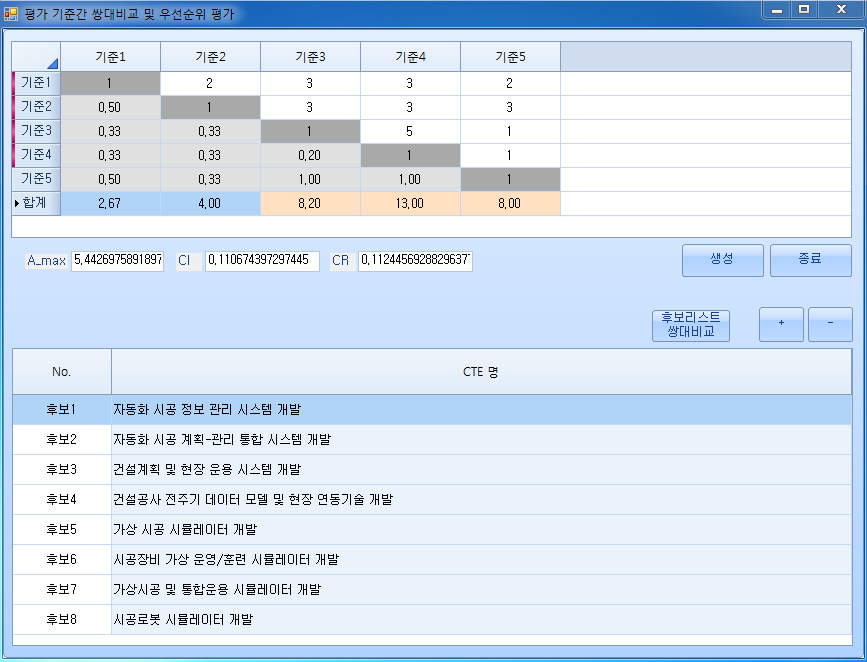 평가 기준간 쌍대비교 및 우선순위 평가
기준1 기준2 기준3 기준4 기준5
기준1 1 2 3 3 2
기준2 0,50 1 3 3 3
기준3 0,33 0,33 1 5 1
기준4 0,33 0,33 0,20 1 1
기준5 0,50 0,33 1,00 1,00 1
합계 2,67 4,00 8,20 13,00 8,00
A_max 5,4426975891897 CI 0,110674397297445 CR 0,1124456928829637 생성 종료
후보리스트
쌍대비교
+ -
No. CTE 명
후보1 자동화 시공 정보 관리 시스템 개발
후보2 자동화 시공 계획-관리 통합 시스템 개발
후보3 건설계획 및 현장 운용 시스템 개발
후보4 건설공사 전주기 데이터 모델 및 현장 연동기술 개발
후보5 가상 시공 시뮬레이터 개발
후보6 시공장비 가상 운영/훈련 시뮬레이터 개발
후보7 가상시공 및 통합운용 시뮬레이터 개발
후보8 시공로봇 시뮬레이터 개발